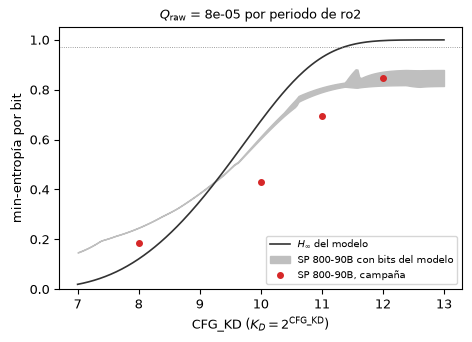 Q_raw = 8e-05 por periodo de ro2
min-entropía por bit
1.0
0.8
0.6
0.4
0.2
0.0
H_∞ del modelo
SP 800-90B con bits del modelo
SP 800-90B, campaña
7 8 9 10 11 12 13
CFG_KD (K_D = 2^CFG_KD)